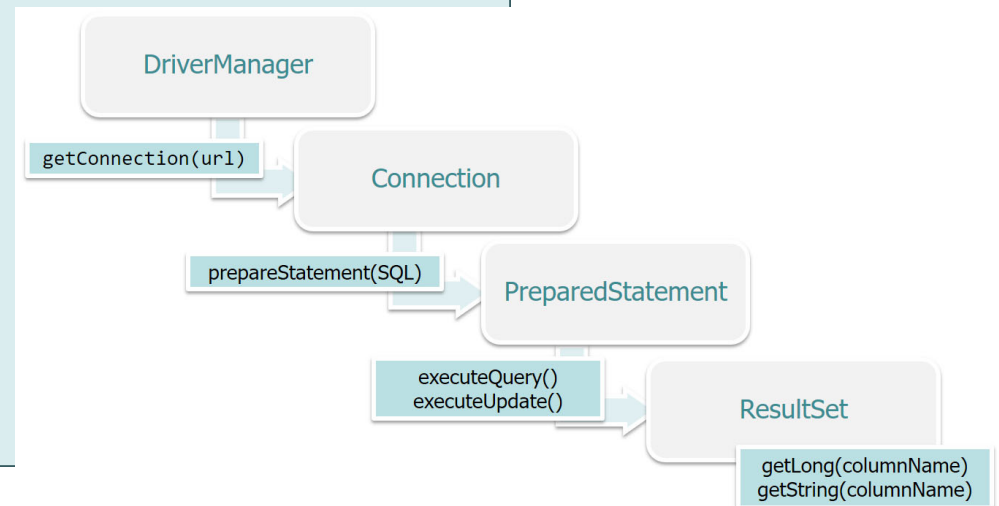 DriverManager
getConnection(url)
Connection
prepareStatement(SQL)
PreparedStatement
executeQuery()
executeUpdate()
ResultSet
getLong(columnName)
getString(columnName)